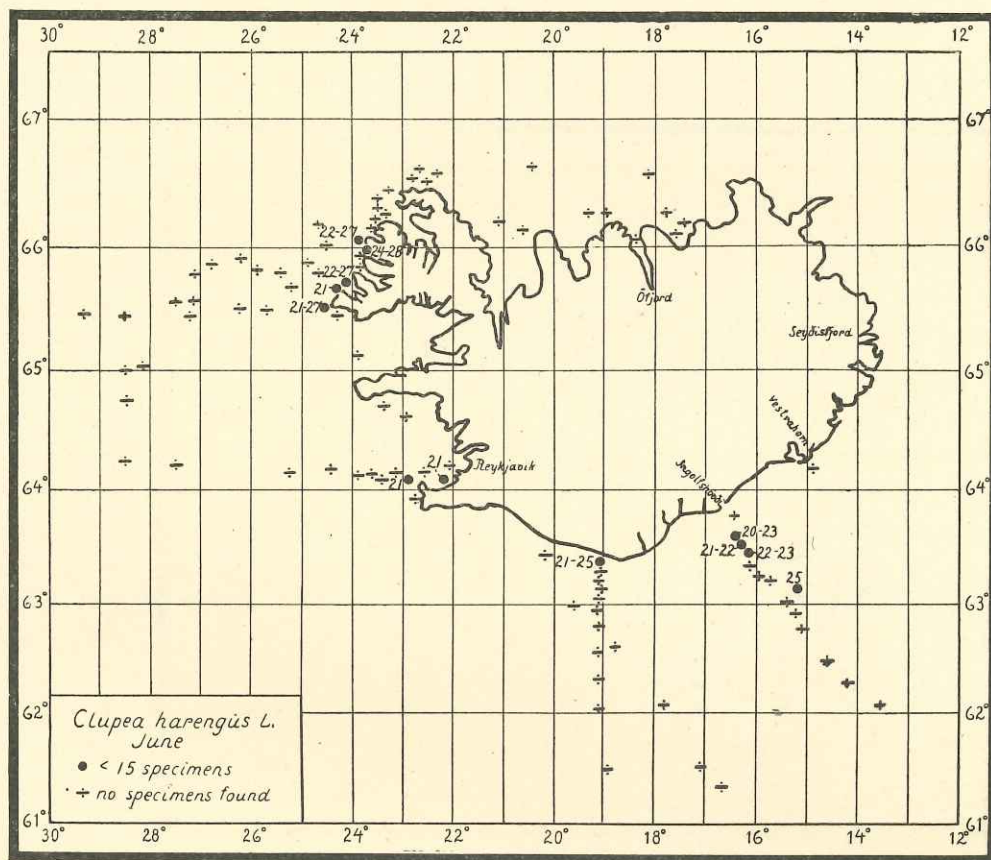 30° 28° 26° 24° 22° 20° 18° 16° 14° 12°
67° 67°
66° 66°
22-27
24-28
22-27
21
21-27
Öfjord
Seydisfjord
65° 65°
Vestrahorn
Reykjavik
21
21
Ingolfshofdi
64° 64°
20-23
21-22 22-23
21-25
25
63° 63°
62° 62°
Clupea harengus L.
June
● < 15 specimens
÷ no specimens found
61° 61°
30° 28° 26° 24° 22° 20° 18° 16° 14° 12°